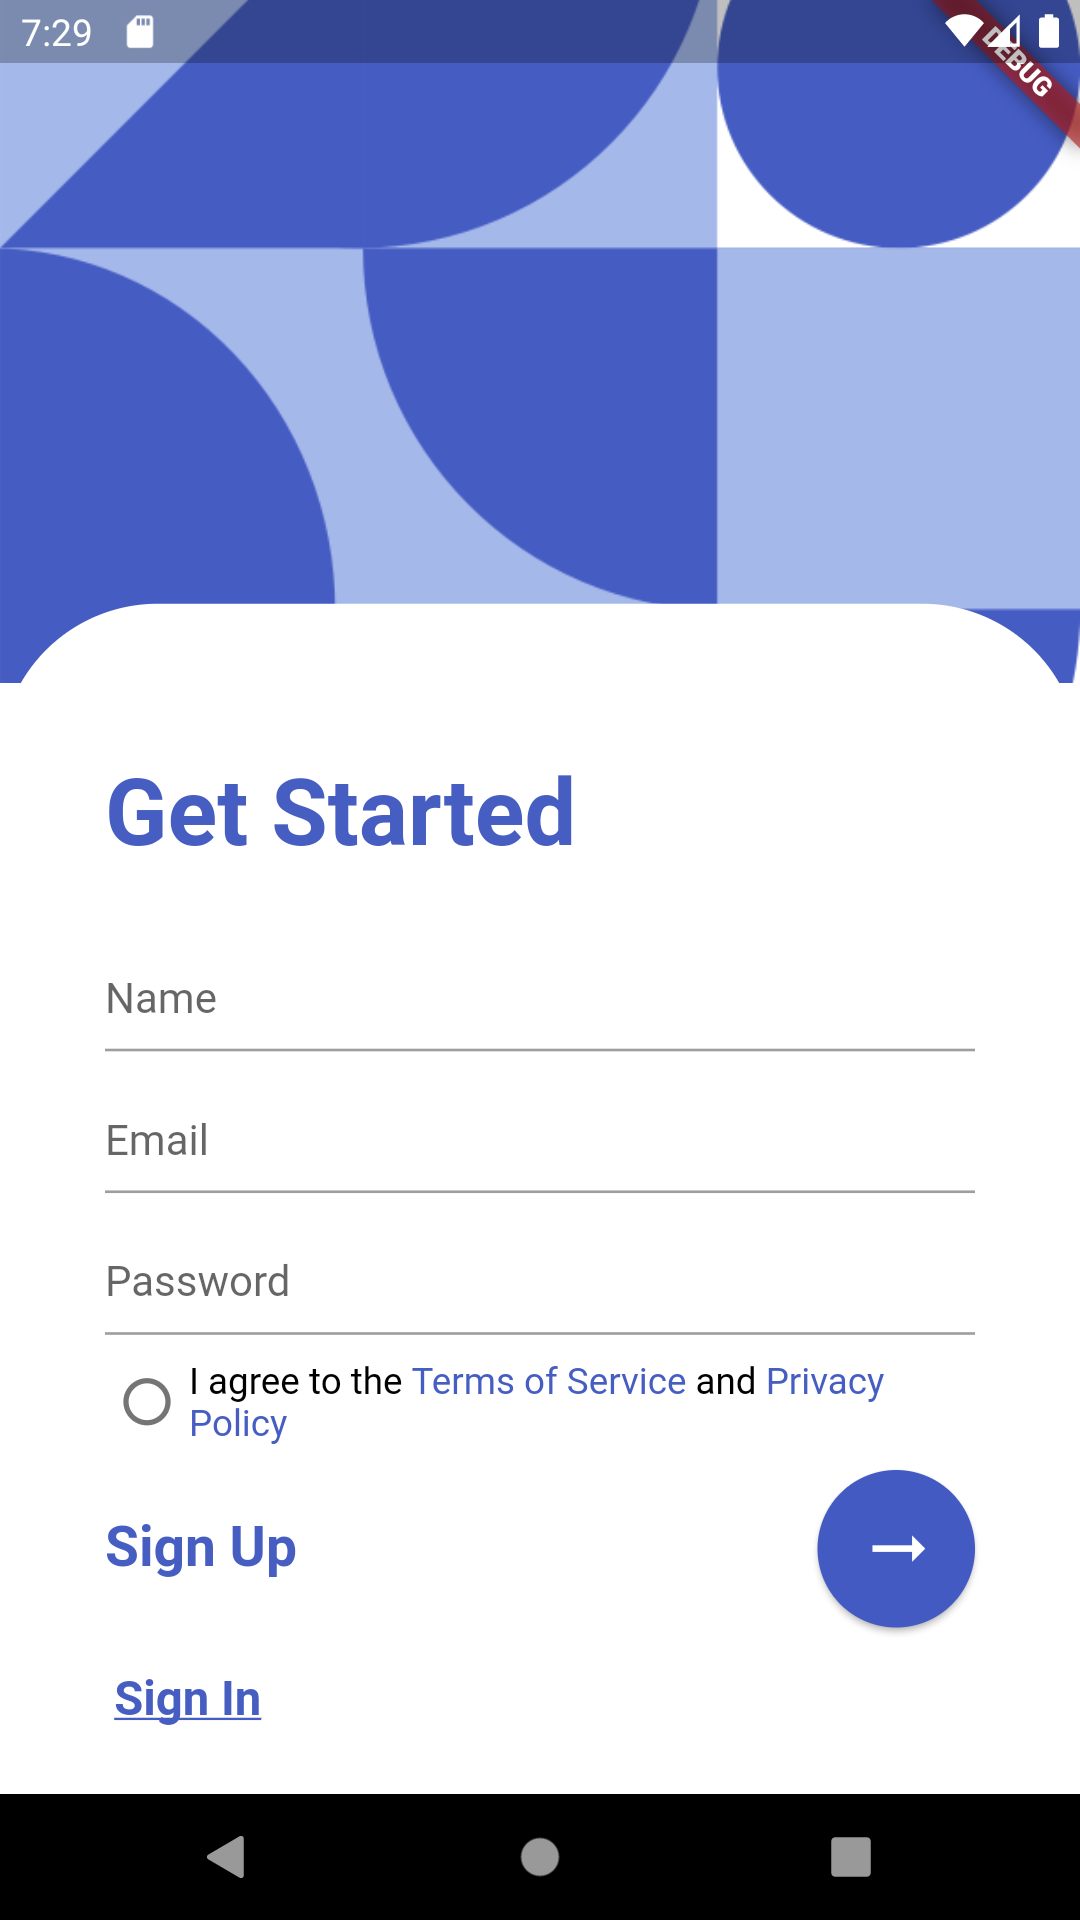 7:29
DEBUG
Get Started
Name
Email
Password
I agree to the Terms of Service and Privacy
Policy
Sign Up
Sign In